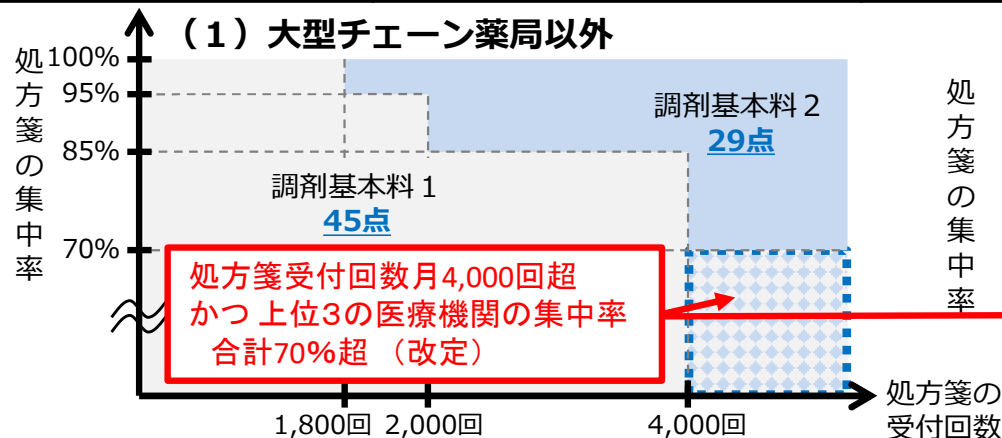 （１）大型チェーン薬局以外
処方箋の集中率
100%
95%
85%
70%
調剤基本料２
29点
調剤基本料１
45点
処方箋受付回数月4,000回超
かつ 上位３の医療機関の集中率
合計70％超 （改定）
1,800回 2,000回 4,000回
処方箋の
受付回数
処方箋の集中率